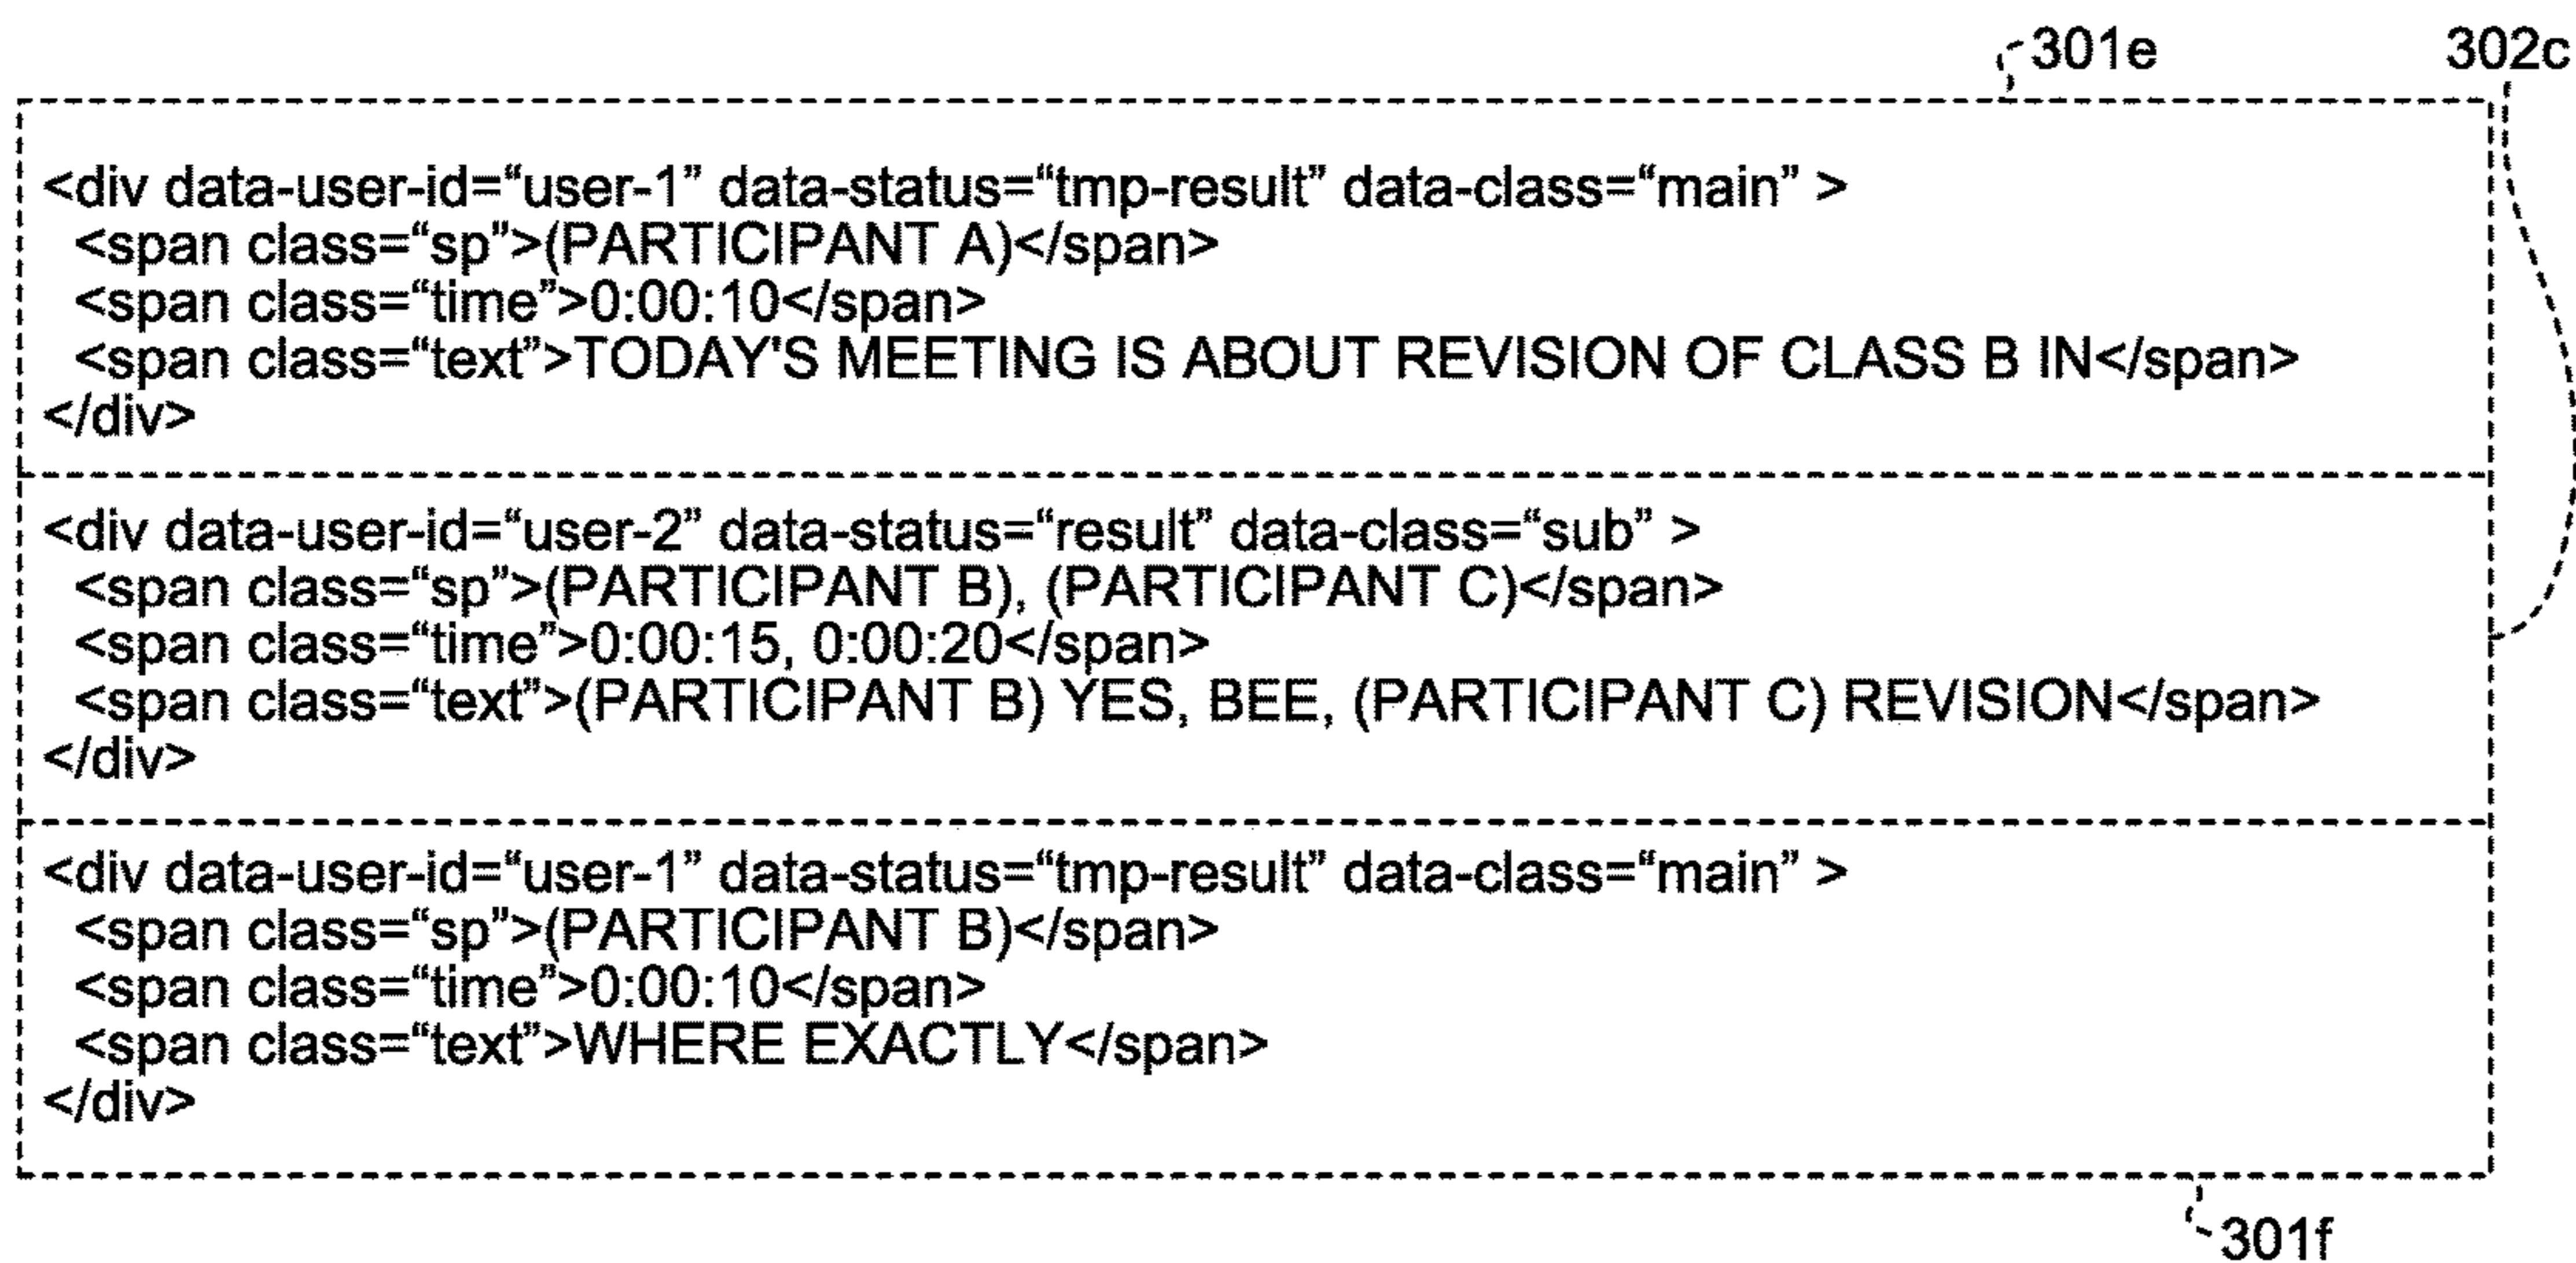 301e
302c
<div data-user-id=“user-1” data-status=“tmp-result” data-class=“main” >
<span class=“sp”>(PARTICIPANT A)</span>
<span class=“time”>0:00:10</span>
<span class=“text”>TODAY'S MEETING IS ABOUT REVISION OF CLASS B IN</span>
</div>
<div data-user-id=“user-2” data-status=“result” data-class=“sub” >
<span class=“sp”>(PARTICIPANT B), (PARTICIPANT C)</span>
<span class=“time”>0:00:15, 0:00:20</span>
<span class=“text”>(PARTICIPANT B) YES, BEE, (PARTICIPANT C) REVISION</span>
</div>
<div data-user-id=“user-1” data-status=“tmp-result” data-class=“main” >
<span class=“sp”>(PARTICIPANT B)</span>
<span class=“time”>0:00:10</span>
<span class=“text”>WHERE EXACTLY</span>
</div>
301f